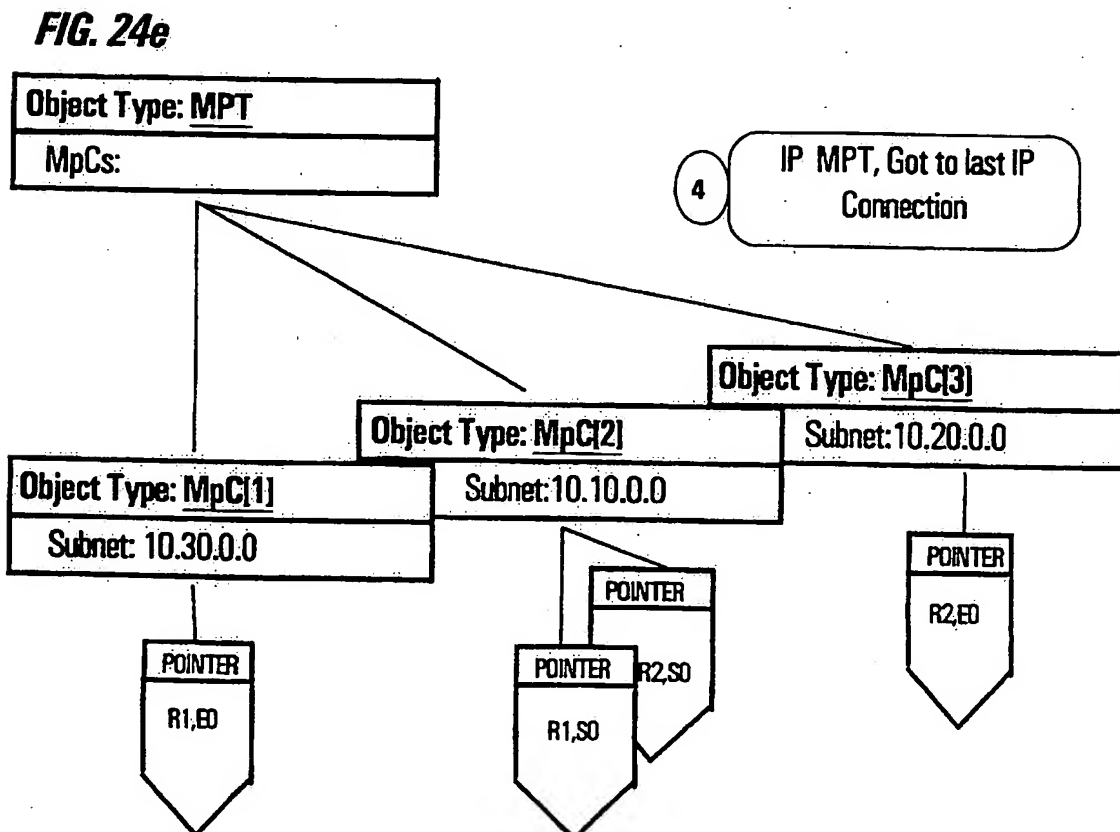 FIG. 24e
Object Type: MPT
MpCs:
4
IP MPT, Got to last IP
Connection
Object Type: MpC[3]
Subnet:10.20.0.0
Object Type: MpC[2]
Subnet:10.10.0.0
Object Type: MpC[1]
Subnet: 10.30.0.0
POINTER
R2,E0
POINTER
R2,S0
POINTER
R1,S0
POINTER
R1,E0